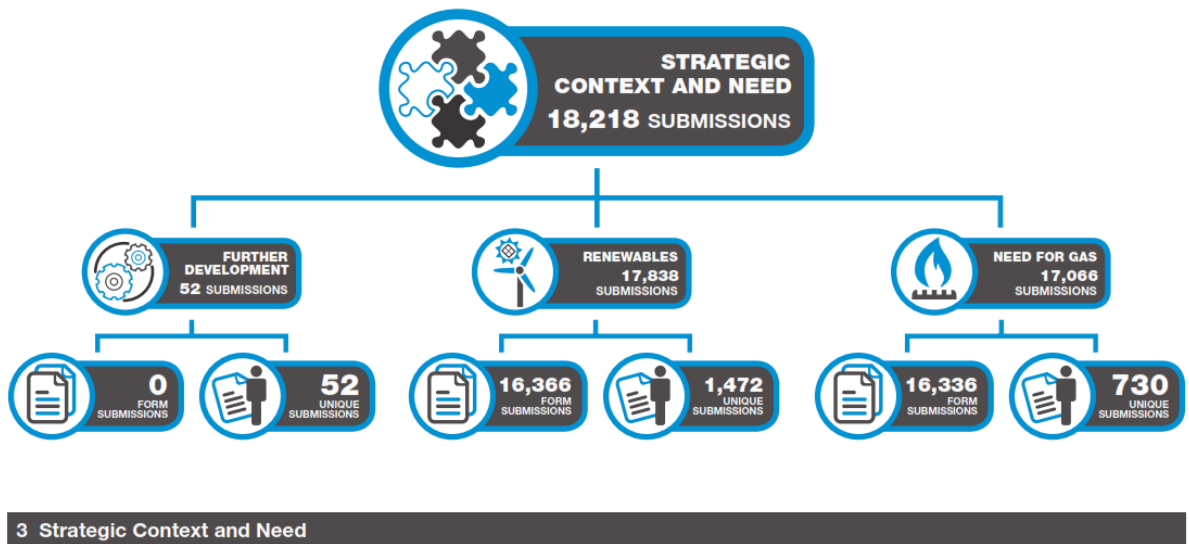 STRATEGIC
CONTEXT AND NEED
18,218 SUBMISSIONS
FURTHER
DEVELOPMENT
52 SUBMISSIONS
RENEWABLES
17,838
SUBMISSIONS
NEED FOR GAS
17,066
SUBMISSIONS
0
FORM
SUBMISSIONS
52
UNIQUE
SUBMISSIONS
16,366
FORM
SUBMISSIONS
1,472
UNIQUE
SUBMISSIONS
16,336
FORM
SUBMISSIONS
730
UNIQUE
SUBMISSIONS
3 Strategic Context and Need